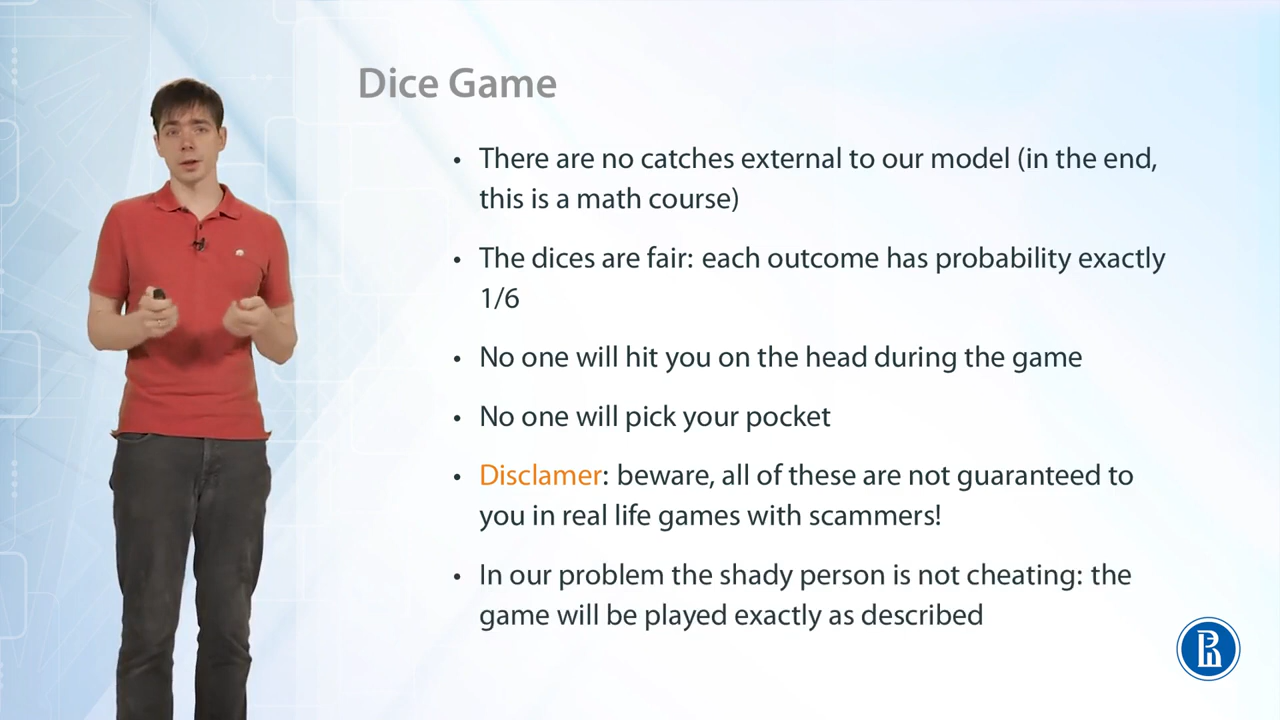 Dice Game
• There are no catches external to our model (in the end,
this is a math course)
• The dices are fair: each outcome has probability exactly
1/6
• No one will hit you on the head during the game
• No one will pick your pocket
• Disclamer: beware, all of these are not guaranteed to
you in real life games with scammers!
• In our problem the shady person is not cheating: the
game will be played exactly as described